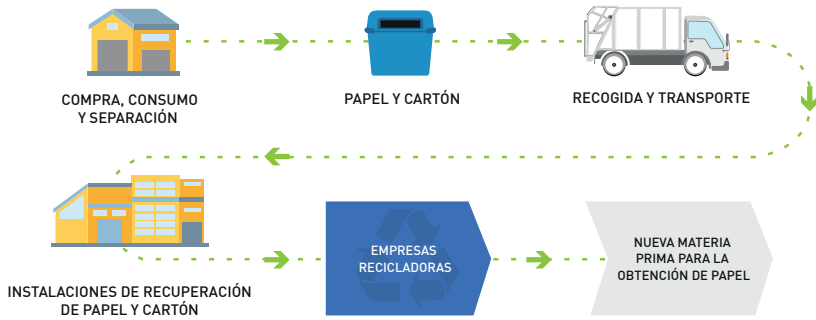 COMPRA, CONSUMO
Y SEPARACIÓN
PAPEL Y CARTÓN
RECOGIDA Y TRANSPORTE
INSTALACIONES DE RECUPERACIÓN
DE PAPEL Y CARTÓN
EMPRESAS
RECICLADORAS
NUEVA MATERIA
PRIMA PARA LA
OBTENCIÓN DE PAPEL